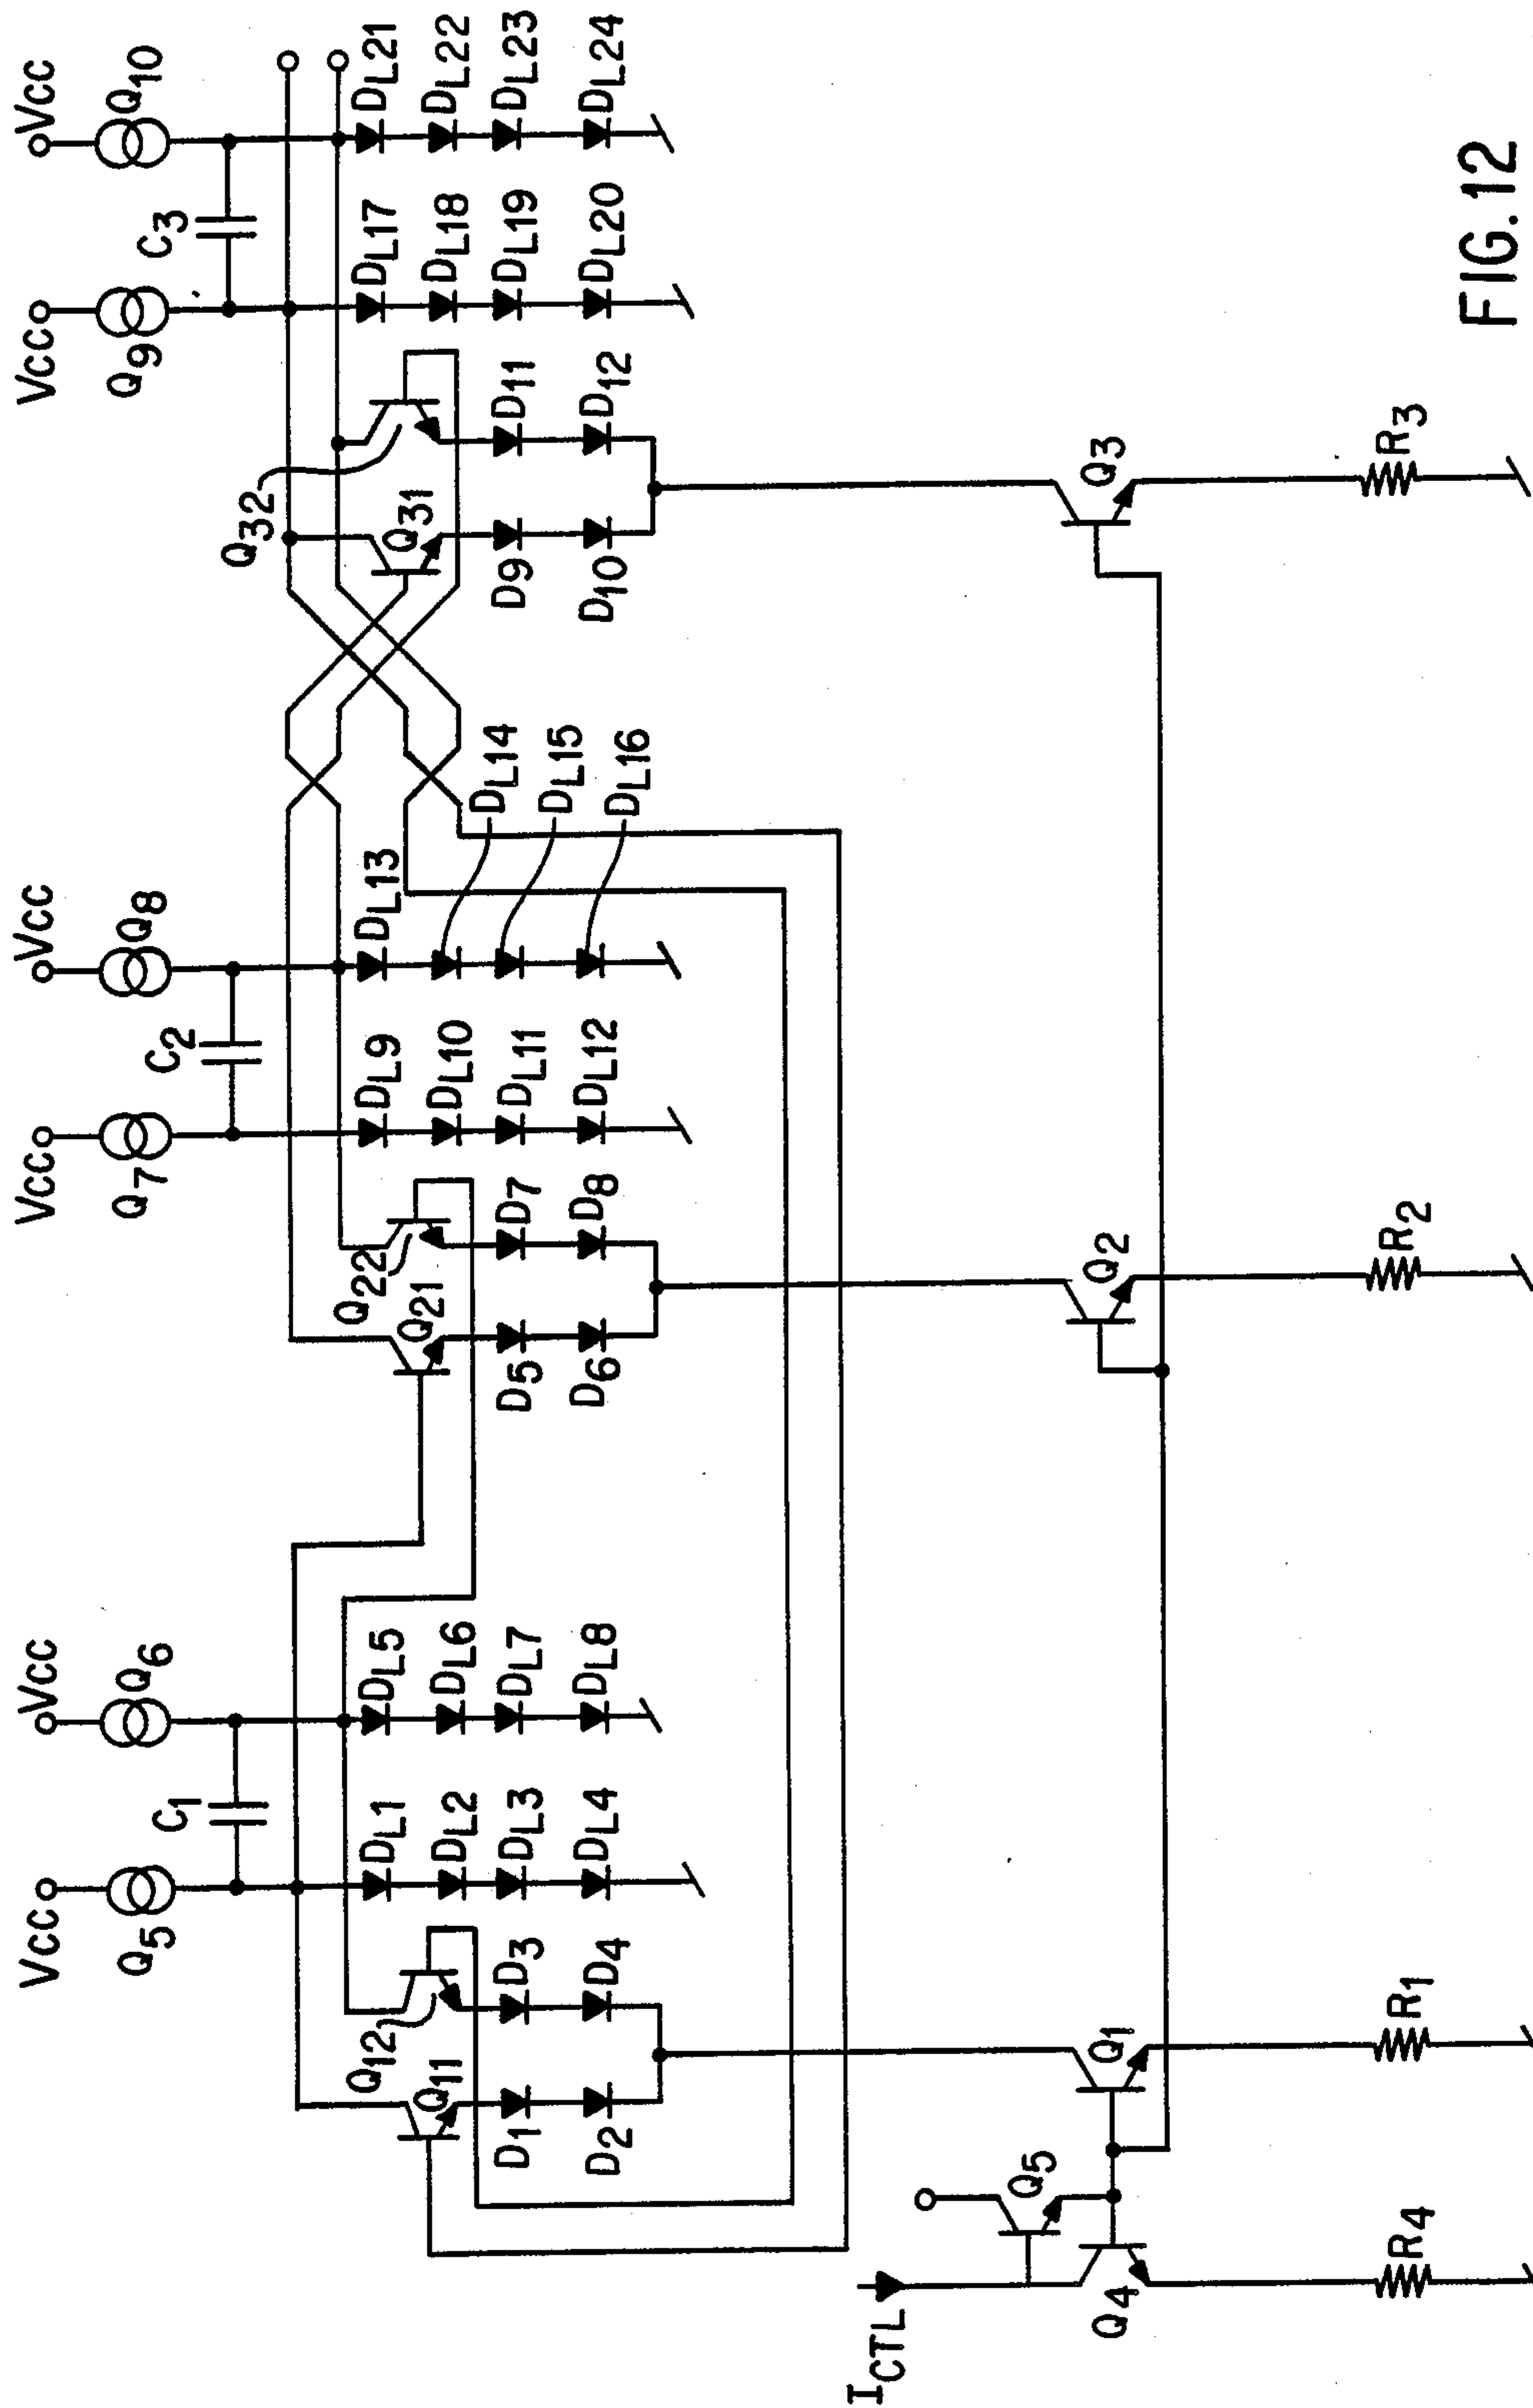 Vcc Vcc Vcc Vcc Vcc Vcc
Q5 Q6 Q7 Q8 Q9 Q10
C1 C2 C3
Q12 Q11 Q22 Q21 Q32 Q31
DL1 DL5 DL9 DL13 DL17 DL21
DL2 DL6 DL10 DL14 DL18 DL22
D1 D3 DL3 DL7 D5 D7 DL11 DL15 D9 D11 DL19 DL23
D2 D4 DL4 DL8 D6 D8 DL12 DL16 D10 D12 DL20 DL24
ICTL
Q5
Q4 Q1 Q2 Q3
R4 R1 R2 R3
FIG. 12